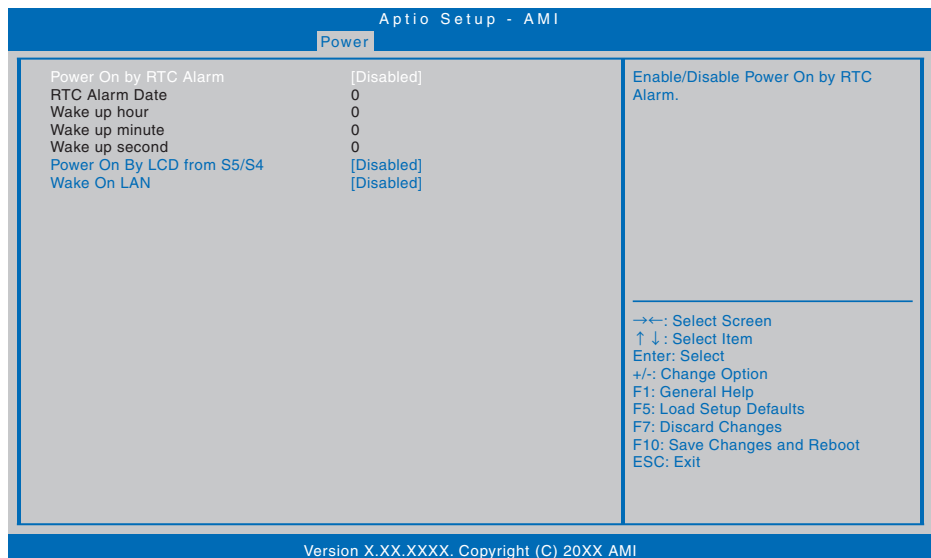 Aptio Setup - AMI
Power
Power On by RTC Alarm [Disabled]
RTC Alarm Date 0
Wake up hour 0
Wake up minute 0
Wake up second 0
Power On By LCD from S5/S4 [Disabled]
Wake On LAN [Disabled]
Enable/Disable Power On by RTC
Alarm.
→←: Select Screen
↑↓: Select Item
Enter: Select
+/-: Change Option
F1: General Help
F5: Load Setup Defaults
F7: Discard Changes
F10: Save Changes and Reboot
ESC: Exit
Version X.XX.XXXX. Copyright (C) 20XX AMI